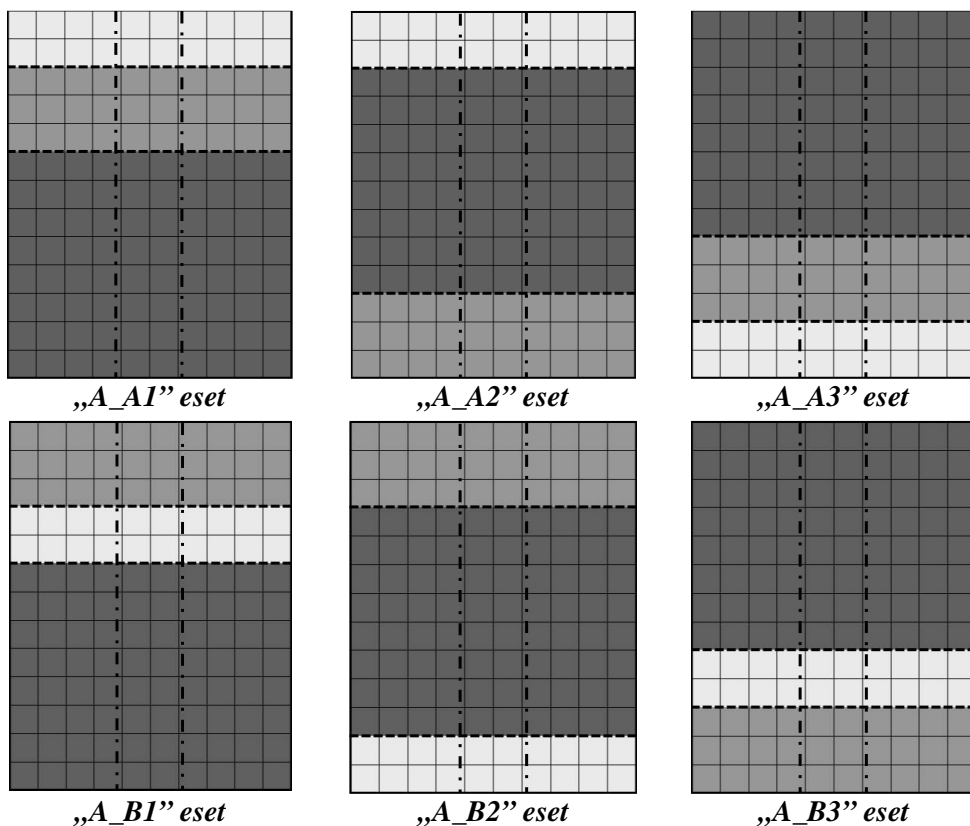 „A_A1” eset
„A_A2” eset
„A_A3” eset
„A_B1” eset
„A_B2” eset
„A_B3” eset